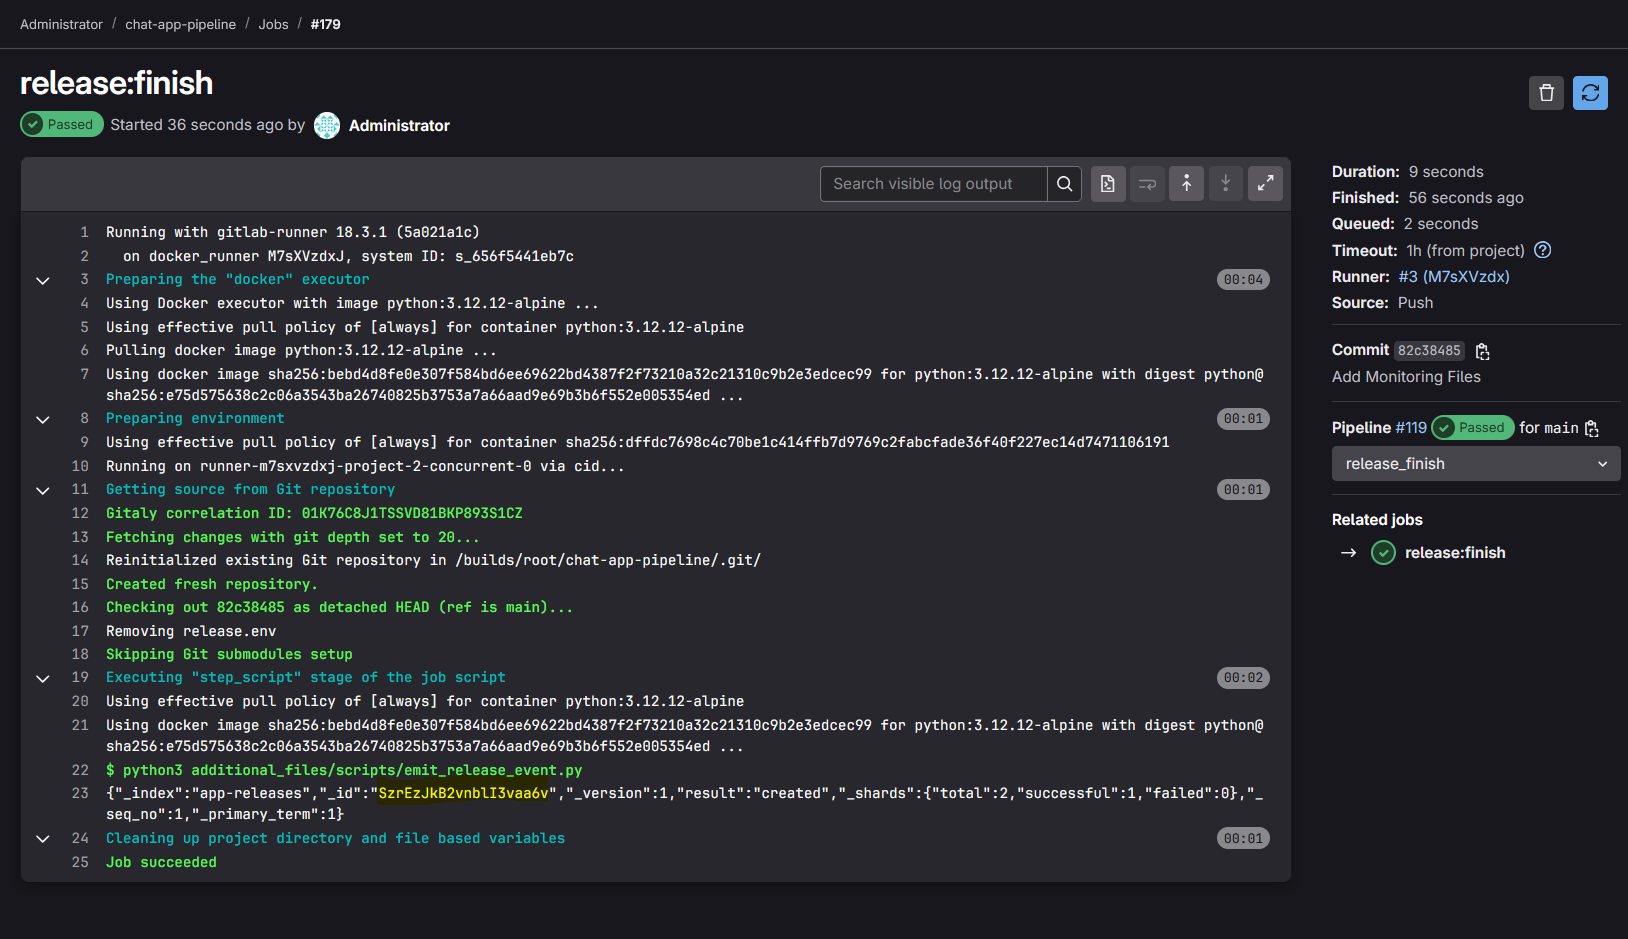 Administrator / chat-app-pipeline / Jobs / #179
release:finish
Passed Started 36 seconds ago by Administrator
Search visible log output
1 Running with gitlab-runner 18.3.1 (5a021a1c)
2 on docker_runner M7sXVzdxJ, system ID: s_656f5441eb7c
3 Preparing the "docker" executor 00:04
4 Using Docker executor with image python:3.12.12-alpine ...
5 Using effective pull policy of [always] for container python:3.12.12-alpine
6 Pulling docker image python:3.12.12-alpine ...
7 Using docker image sha256:bebd4d8fe0e307f584bd6ee69622bd4387f2f73210a32c21310c9b2e3edcec99 for python:3.12.12-alpine with digest python@
sha256:e75d575638c2c06a3543ba26740825b3753a7a66aad9e69b3b6f552e005354ed ...
8 Preparing environment 00:01
9 Using effective pull policy of [always] for container sha256:dffdc7698c4c70be1c414ffb7d9769c2fabcfade36f40f227ec14d7471106191
10 Running on runner-m7sxvzdxj-project-2-concurrent-0 via cid...
11 Getting source from Git repository 00:01
12 Gitaly correlation ID: 01K76C8J1TSSVD81BKP893S1CZ
13 Fetching changes with git depth set to 20...
14 Reinitialized existing Git repository in /builds/root/chat-app-pipeline/.git/
15 Created fresh repository.
16 Checking out 82c38485 as detached HEAD (ref is main)...
17 Removing release.env
18 Skipping Git submodules setup
19 Executing "step_script" stage of the job script 00:02
20 Using effective pull policy of [always] for container python:3.12.12-alpine
21 Using docker image sha256:bebd4d8fe0e307f584bd6ee69622bd4387f2f73210a32c21310c9b2e3edcec99 for python:3.12.12-alpine with digest python@
sha256:e75d575638c2c06a3543ba26740825b3753a7a66aad9e69b3b6f552e005354ed ...
22 $ python3 additional_files/scripts/emit_release_event.py
23 {"_index":"app-releases","_id":"SzrEzJkB2vnblI3vaa6v","_version":1,"result":"created","_shards":{"total":2,"successful":1,"failed":0},"_
seq_no":1,"_primary_term":1}
24 Cleaning up project directory and file based variables 00:01
25 Job succeeded
Duration: 9 seconds
Finished: 56 seconds ago
Queued: 2 seconds
Timeout: 1h (from project)
Runner: #3 (M7sXVzdx)
Source: Push
Commit 82c38485
Add Monitoring Files
Pipeline #119 Passed for main
release_finish
Related jobs
→ release:finish